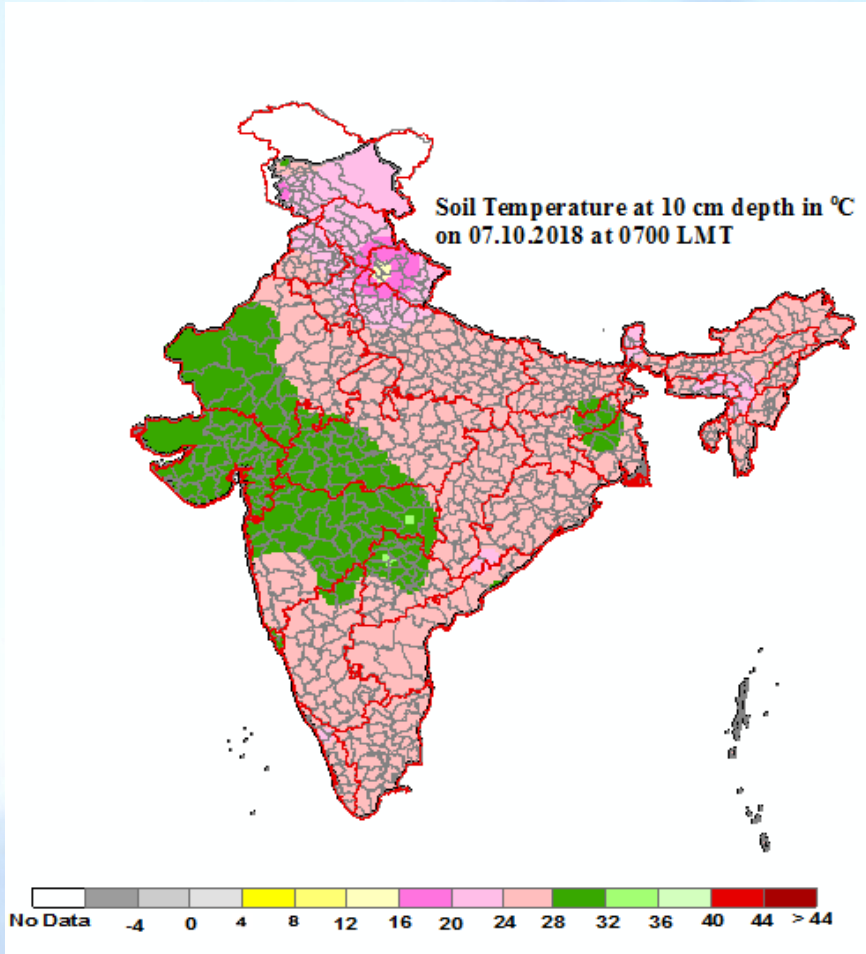 Soil Temperature at 10 cm depth in ⁰C
on 07.10.2018 at 0700 LMT
No Data -4 0 4 8 12 16 20 24 28 32 36 40 44 > 44